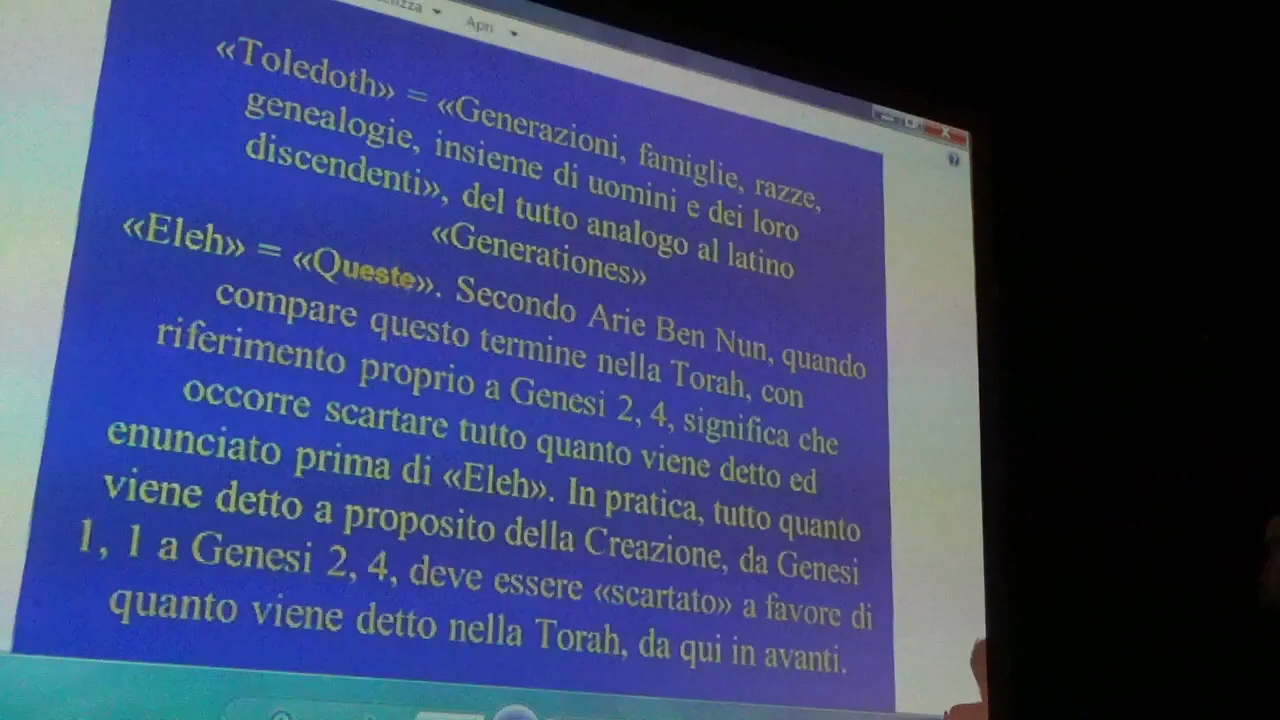 Apri
«Toledoth» = «Generazioni, famiglie, razze,
genealogie, insieme di uomini e dei loro
discendenti», del tutto analogo al latino
«Generationes»
«Eleh» = «Queste». Secondo Arie Ben Nun, quando
compare questo termine nella Torah, con
riferimento proprio a Genesi 2, 4, significa che
occorre scartare tutto quanto viene detto ed
enunciato prima di «Eleh». In pratica, tutto quanto
viene detto a proposito della Creazione, da Genesi
1, 1 a Genesi 2, 4, deve essere «scartato» a favore di
quanto viene detto nella Torah, da qui in avanti.